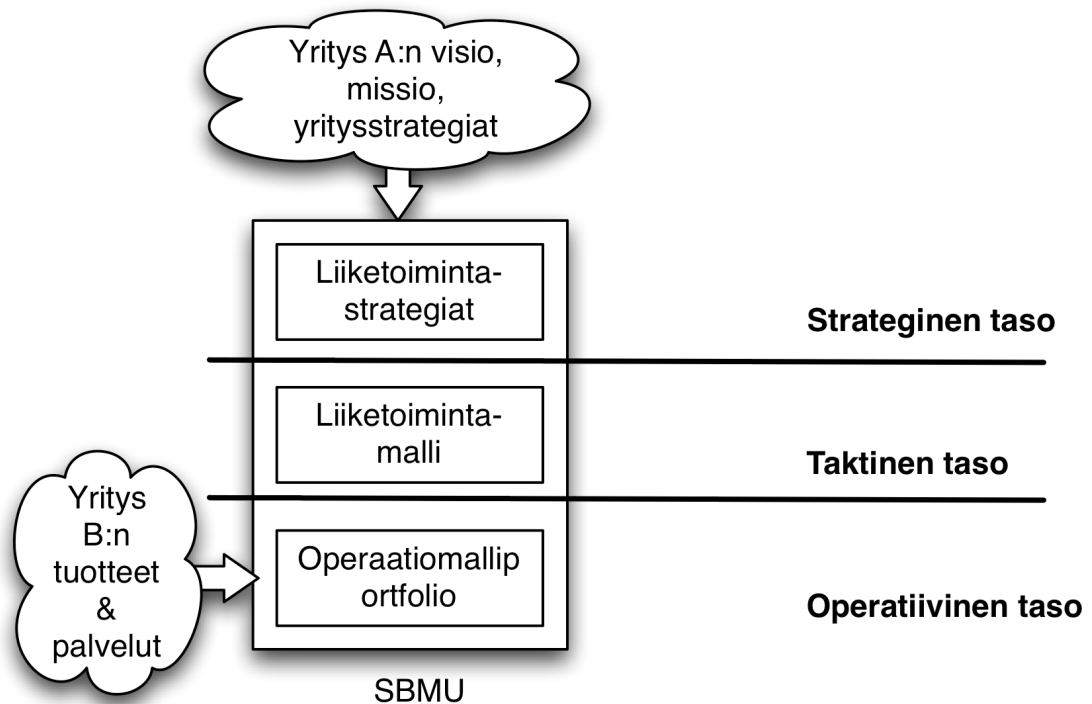 Yritys A:n visio,
missio,
yritysstrategiat
Liiketoiminta-
strategiat
Strateginen taso
Liiketoiminta-
malli
Taktinen taso
Yritys
B:n
tuotteet
&
palvelut
Operaatiomallip
ortfolio
Operatiivinen taso
SBMU